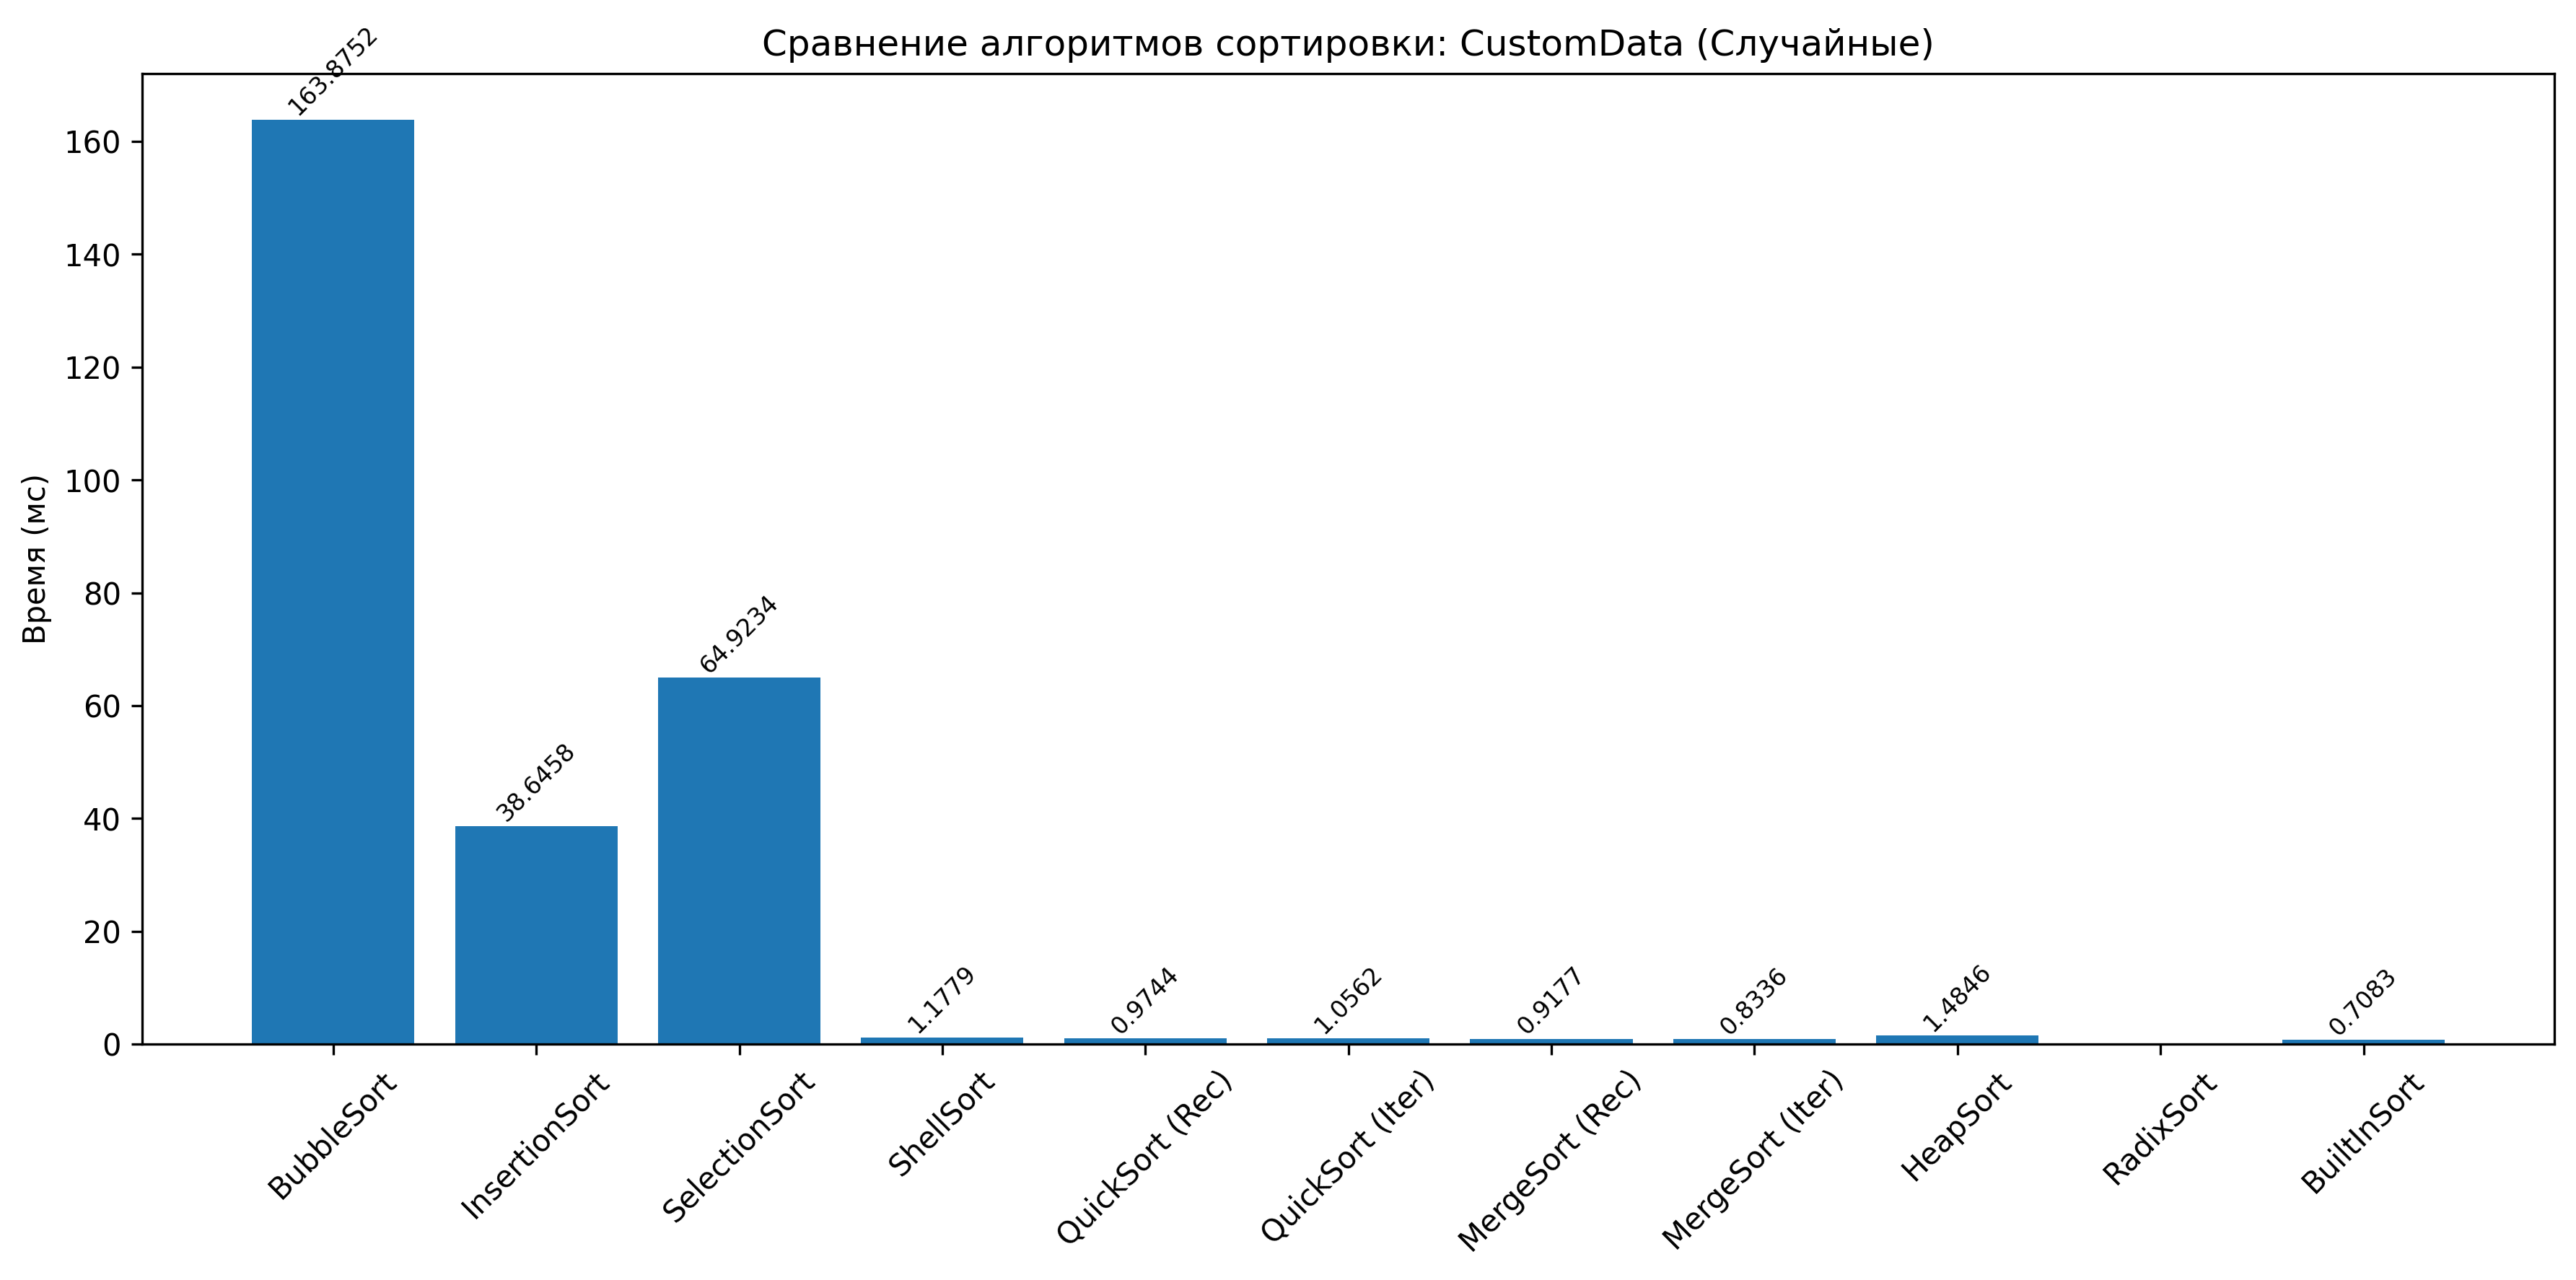 Сравнение алгоритмов сортировки: CustomData (Случайные)
Время (мс)
160
140
120
100
80
60
40
20
0
163.8752
38.6458
64.9234
1.1779
0.9744
1.0562
0.9177
0.8336
1.4846
0.7083
BubbleSort
InsertionSort
SelectionSort
ShellSort
QuickSort (Rec)
QuickSort (Iter)
MergeSort (Rec)
MergeSort (Iter)
HeapSort
RadixSort
BuiltInSort